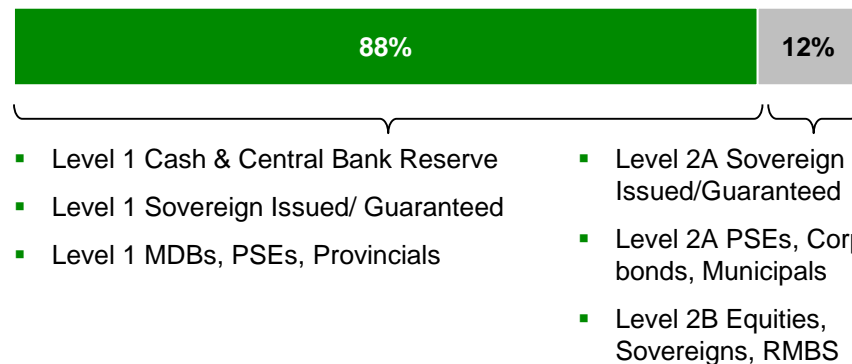 88%
12%
Level 1 Cash & Central Bank Reserve
Level 1 Sovereign Issued/ Guaranteed
Level 1 MDBs, PSEs, Provincials
Level 2A Sovereign
Issued/Guaranteed
Level 2A PSEs,
bonds, Municipals
Level 2B Equities,
Sovereigns, RMBS